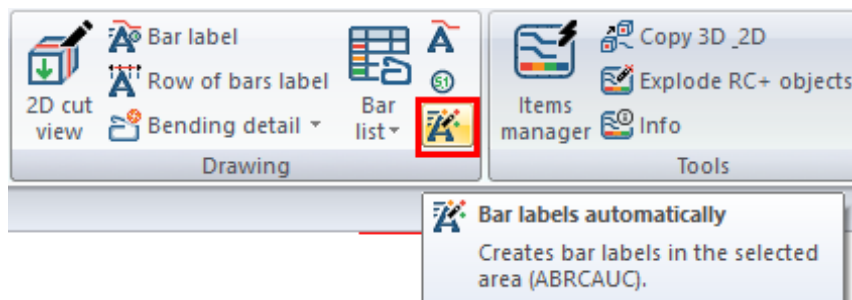 Bar label
Row of bars label
Bending detail
2D cut
view
Bar
list
51
Drawing
Items
manager
Copy 3D _2D
Explode RC+ objects
Info
Tools
Bar labels automatically
Creates bar labels in the selected
area (ABRCAUC).